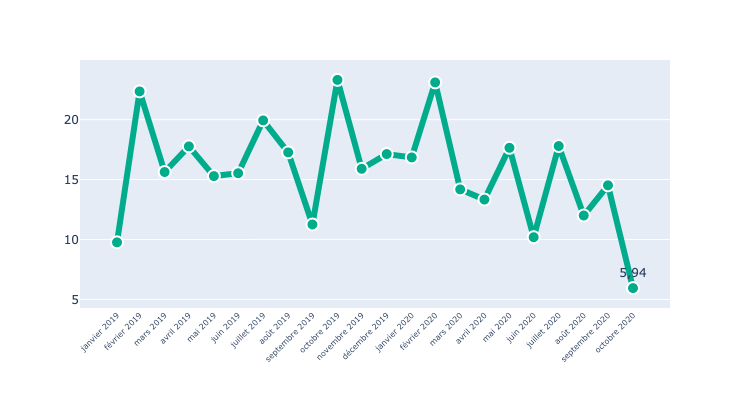 20
15
10
5
5.94
janvier 2019
février 2019
mars 2019
avril 2019
mai 2019
juin 2019
juillet 2019
août 2019
septembre 2019
octobre 2019
novembre 2019
décembre 2019
janvier 2020
février 2020
mars 2020
avril 2020
mai 2020
juin 2020
juillet 2020
août 2020
septembre 2020
octobre 2020